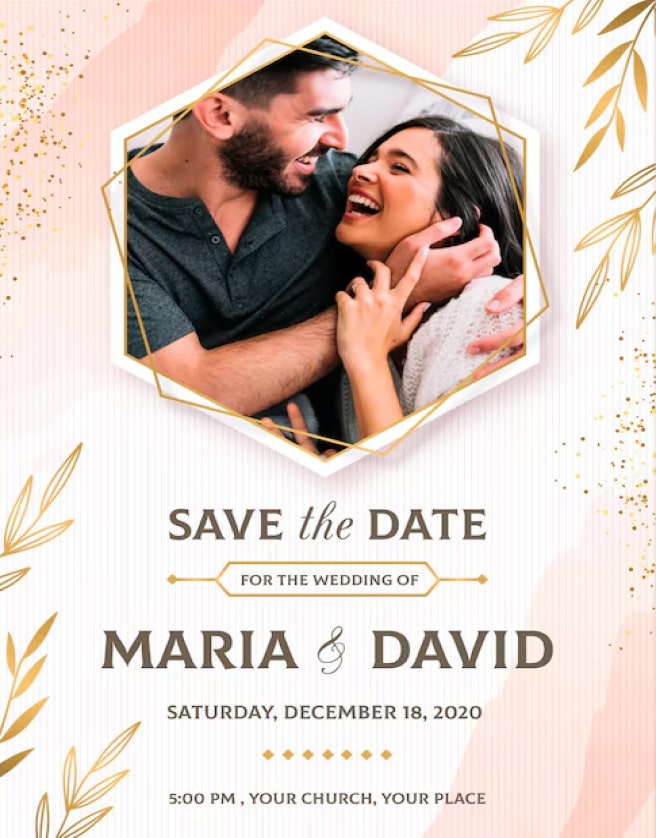 SAVE the DATE
FOR THE WEDDING OF
MARIA & DAVID
SATURDAY, DECEMBER 18, 2020
5:00 PM , YOUR CHURCH, YOUR PLACE